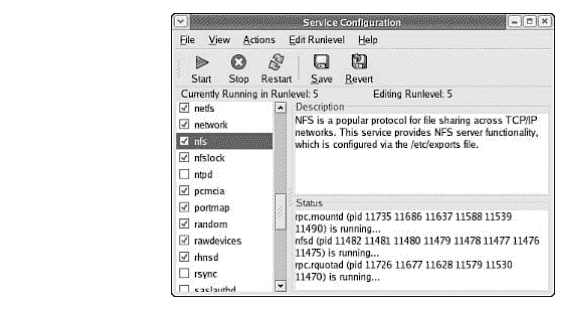 Service Configuration
File View Actions Edit Runlevel Help
Start Stop Restart Save Revert
Currently Running in Runlevel: 5 Editing Runlevel: 5
netfs
network
nfs
nfslock
ntpd
pcmcia
portmap
random
rawdevices
rhnsd
rsync
saslauthd
Description
NFS is a popular protocol for file sharing across TCP/IP
networks. This service provides NFS server functionality,
which is configured via the /etc/exports file.
Status
rpc.mountd (pid 11735 11686 11637 11588 11539
11490) is running...
nfsd (pid 11482 11481 11480 11479 11478 11477 11476
11475) is running...
rpc.rquotad (pid 11726 11677 11628 11579 11530
11470) is running...